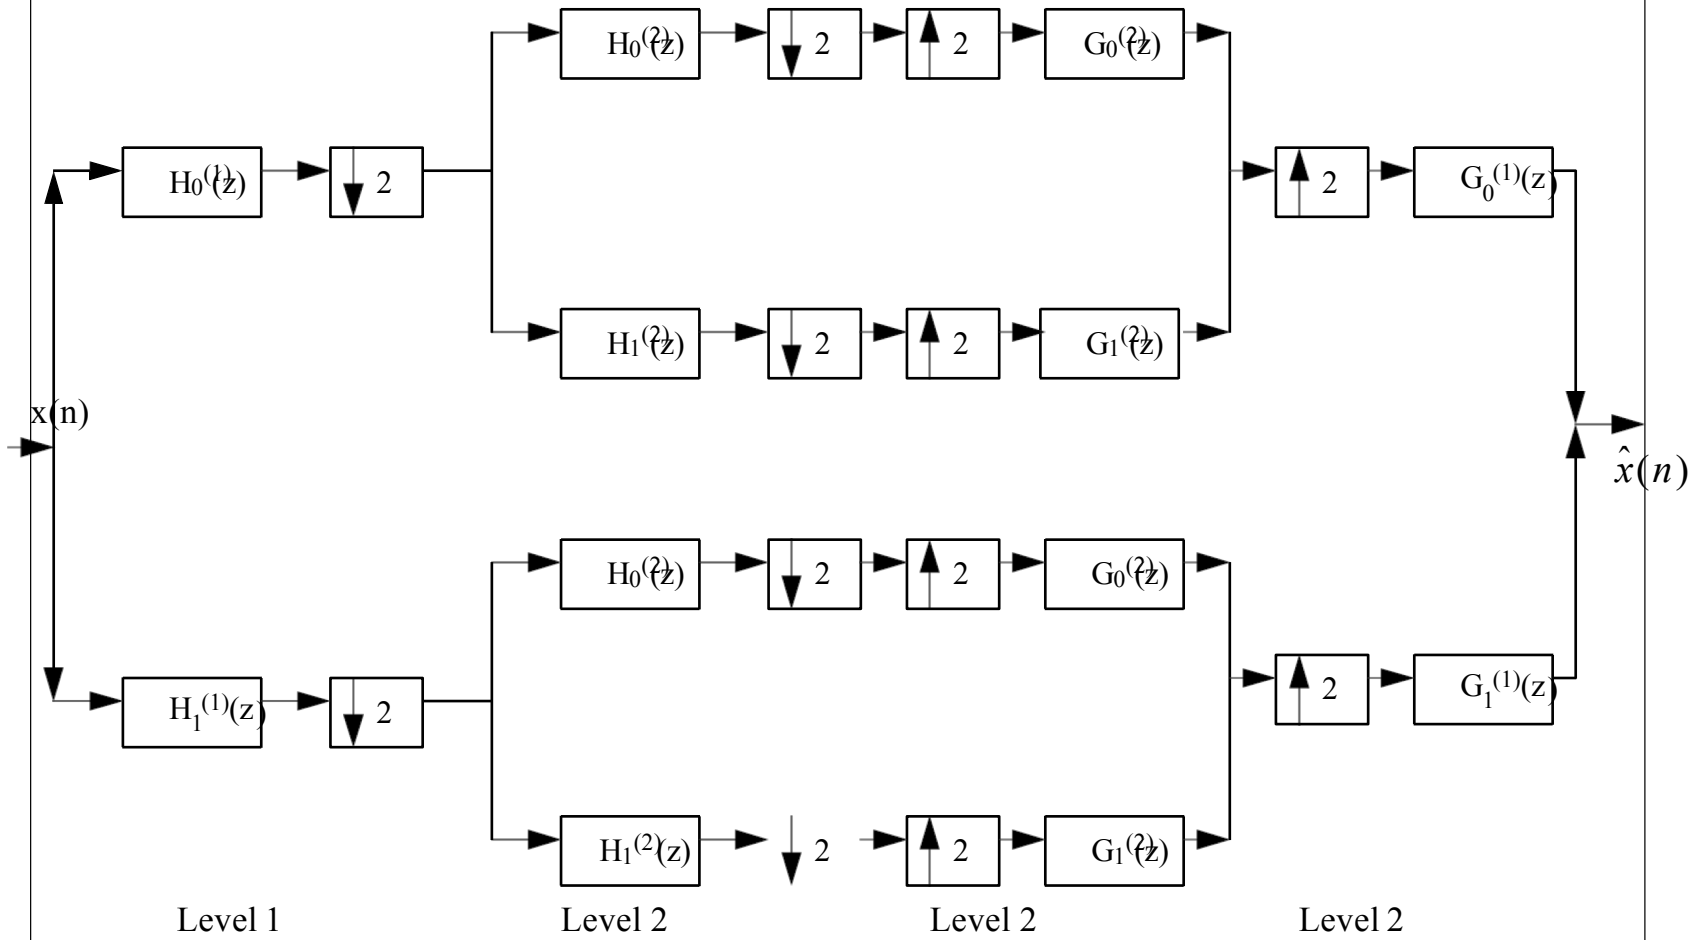 H₀⁽²⁾(z) 2 2 G₀⁽²⁾(z)
H₀⁽¹⁾(z) 2 2 G₀⁽¹⁾(z)
H₁⁽²⁾(z) 2 2 G₁⁽²⁾(z)
x(n)
x̂(n)
H₀⁽²⁾(z) 2 2 G₀⁽²⁾(z)
H₁⁽¹⁾(z) 2 2 G₁⁽¹⁾(z)
H₁⁽²⁾(z) 2 2 G₁⁽²⁾(z)
Level 1 Level 2 Level 2 Level 2